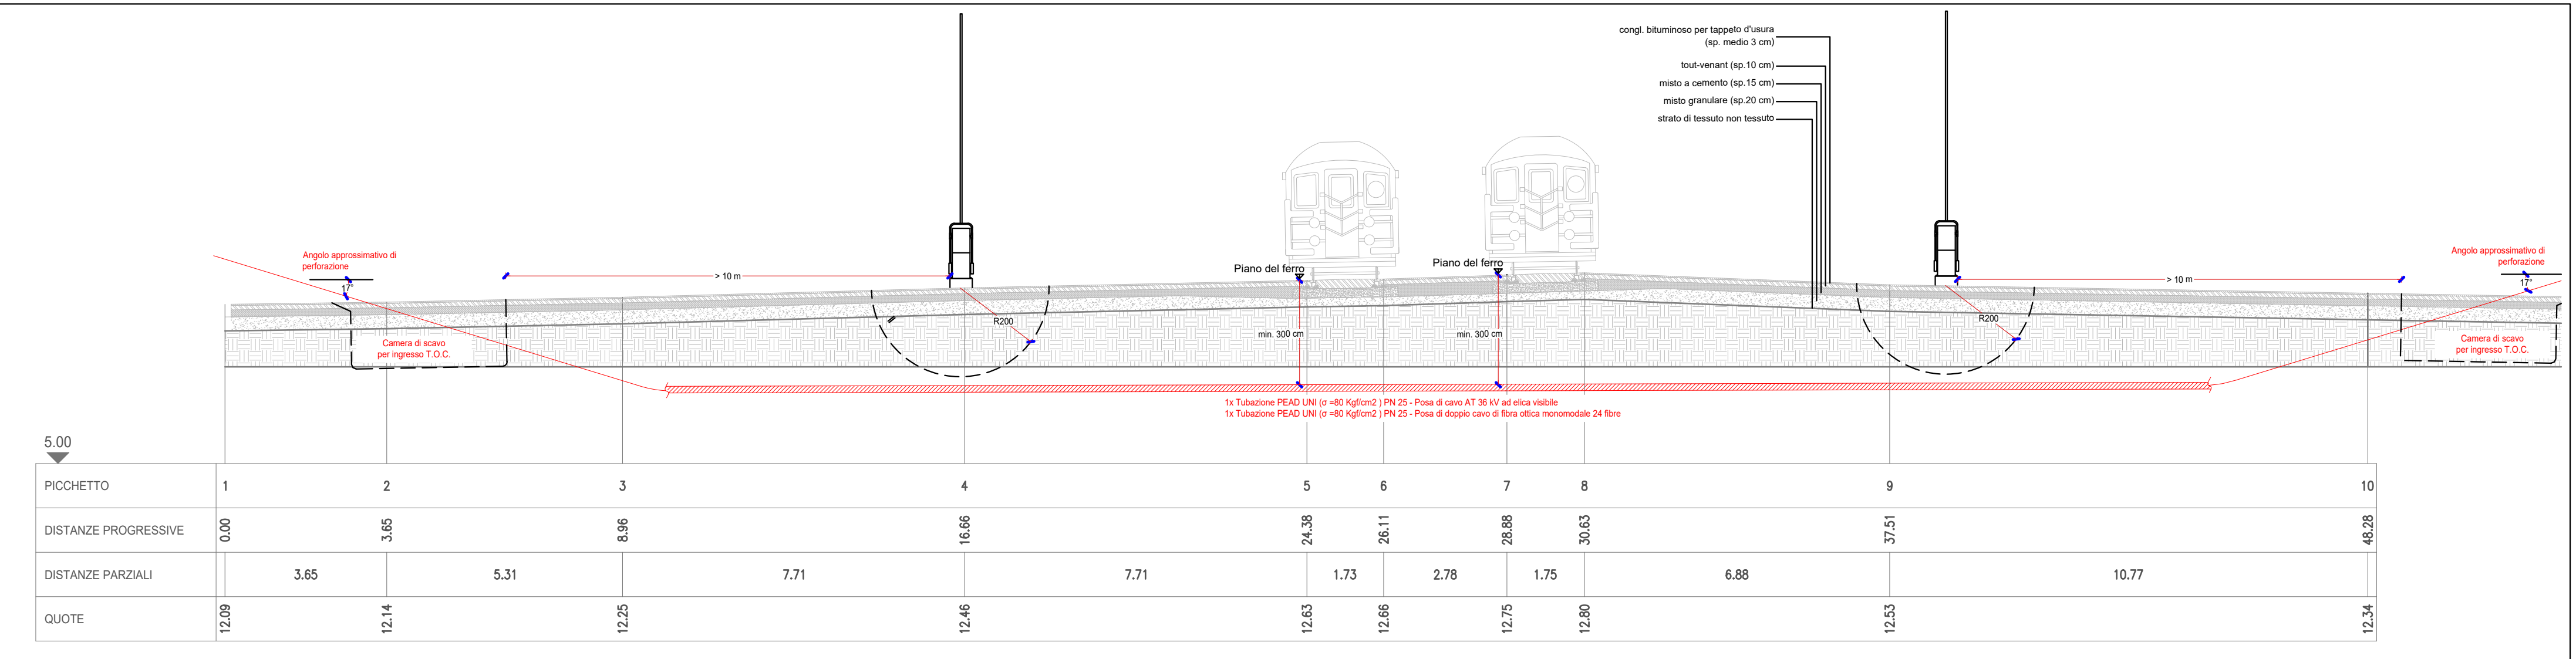 congl. bituminoso per tappeto d'usura
(sp. medio 3 cm)
tout-venant (sp.10 cm)
misto a cemento (sp.15 cm)
misto granulare (sp.20 cm)
strato di tessuto non tessuto
Angolo approssimativo di
perforazione
17°
> 10 m
Piano del ferro
Piano del ferro
> 10 m
Angolo approssimativo di
perforazione
17°
Camera di scavo
per ingresso T.O.C.
R200
min. 300 cm
min. 300 cm
R200
Camera di scavo
per ingresso T.O.C.
1x Tubazione PEAD UNI (σ =80 Kgf/cm2 ) PN 25 - Posa di cavo AT 36 kV ad elica visibile
1x Tubazione PEAD UNI (σ =80 Kgf/cm2 ) PN 25 - Posa di doppio cavo di fibra ottica monomodale 24 fibre
5.00
PICCHETTO 1 2 3 4 5 6 7 8 9 10
DISTANZE PROGRESSIVE 0.00 3.65 8.96 16.66 24.38 26.11 28.88 30.63 37.51 48.28
DISTANZE PARZIALI 3.65 5.31 7.71 7.71 1.73 2.78 1.75 6.88 10.77
QUOTE 12.09 12.14 12.25 12.46 12.63 12.66 12.75 12.80 12.53 12.34